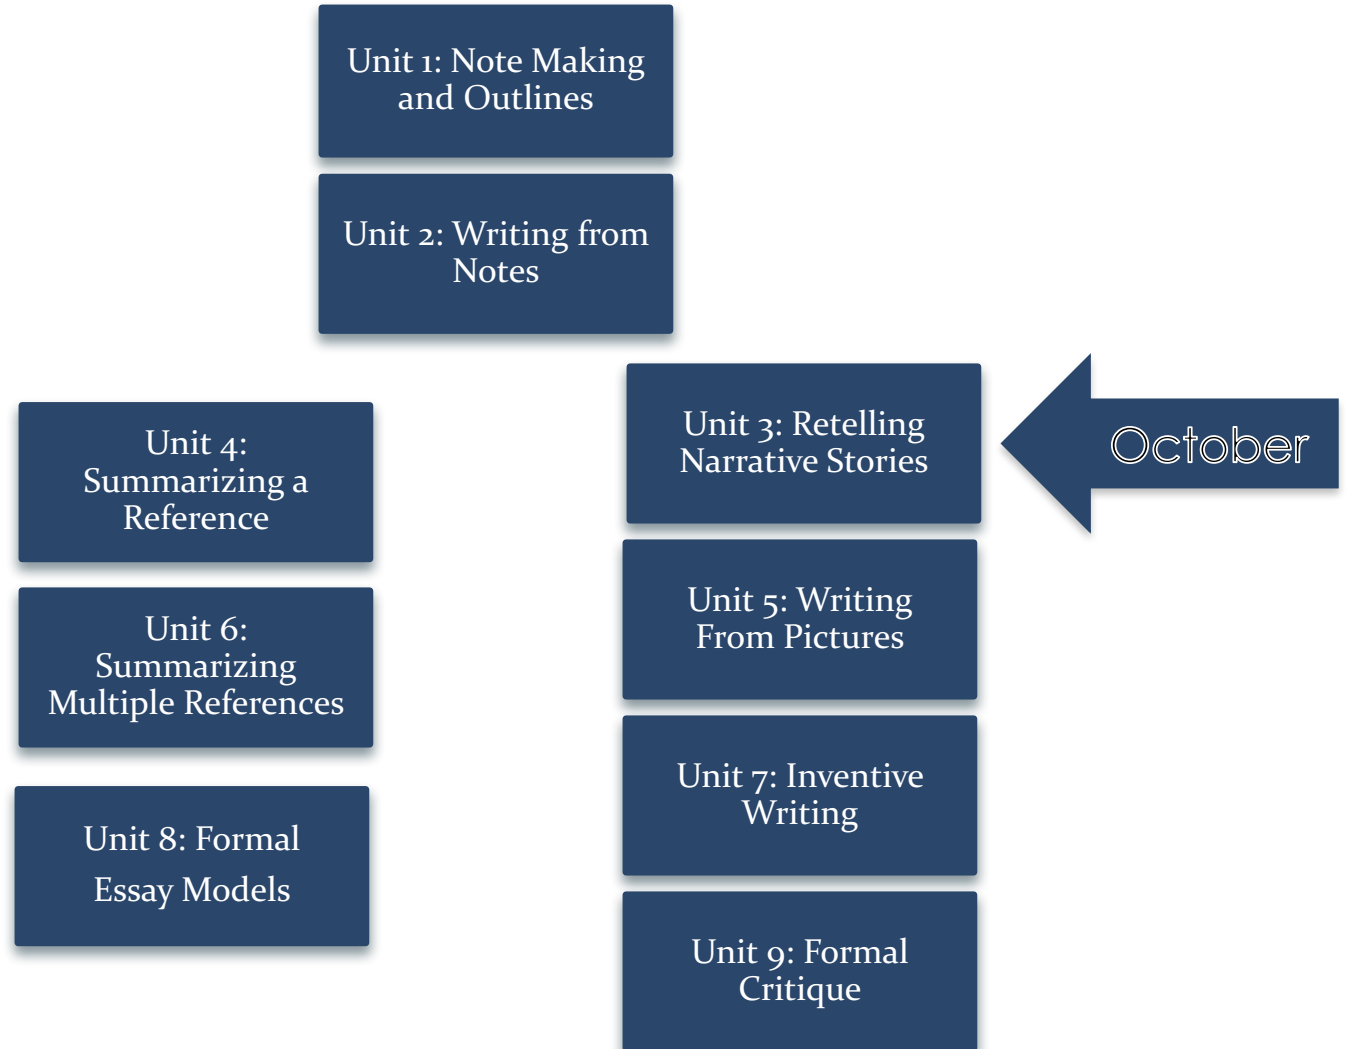 Unit 1: Note Making
and Outlines
Unit 2: Writing from
Notes
Unit 3: Retelling
Narrative Stories
October
Unit 4:
Summarizing a
Reference
Unit 5: Writing
From Pictures
Unit 6:
Summarizing
Multiple References
Unit 7: Inventive
Writing
Unit 8: Formal
Essay Models
Unit 9: Formal
Critique